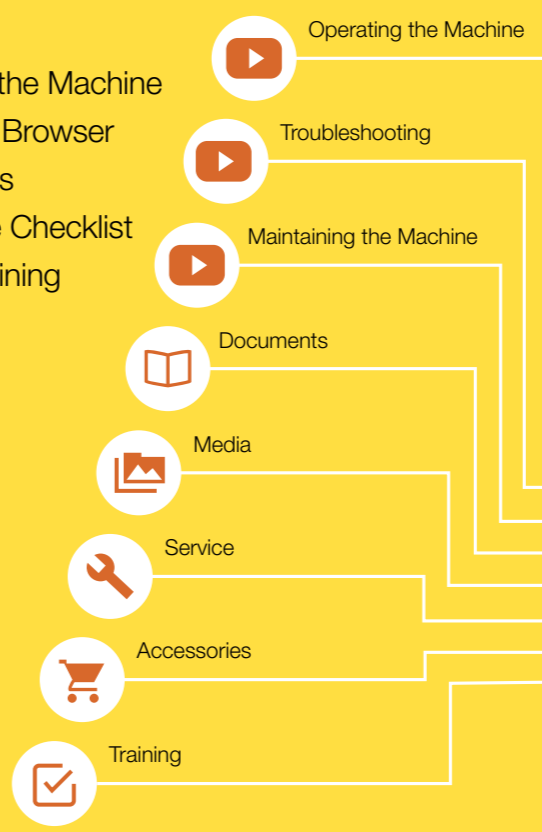 Operating the Machine
the Machine
Browser
s
Checklist
ining
Troubleshooting
Maintaining the Machine
Documents
Media
Service
Accessories
Training